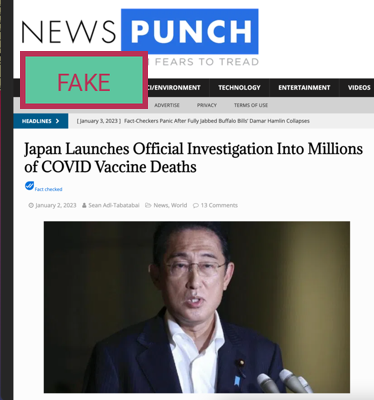 NEWS PUNCH
FEARS TO TREAD
FAKE
/ENVIRONMENT TECHNOLOGY ENTERTAINMENT VIDEOS
ADVERTISE PRIVACY TERMS OF USE
HEADLINES [ January 3, 2023 ] Fact-Checkers Panic After Fully Jabbed Buffalo Bills' Damar Hamlin Collapses
Japan Launches Official Investigation Into Millions
of COVID Vaccine Deaths
Fact checked
January 2, 2023 Sean Adl-Tabatabai News, World 13 Comments